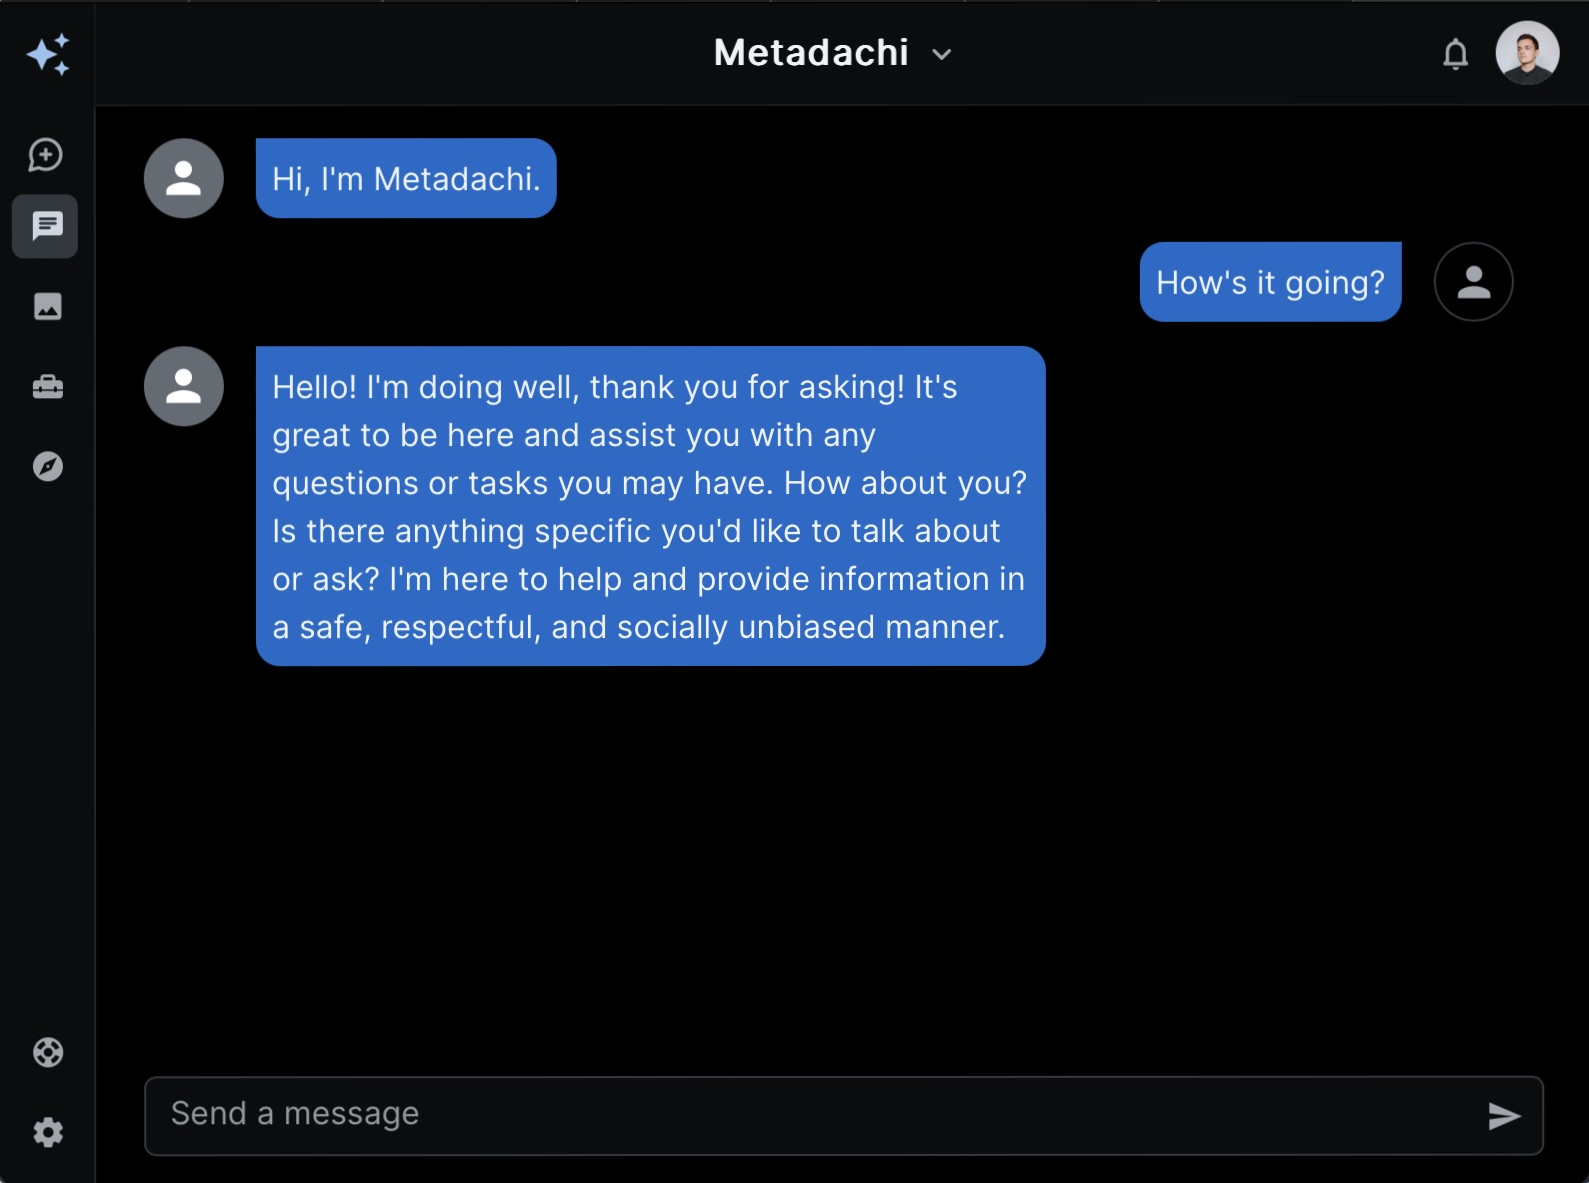 Metadachi
Hi, I'm Metadachi.
How's it going?
Hello! I'm doing well, thank you for asking! It's
great to be here and assist you with any
questions or tasks you may have. How about you?
Is there anything specific you'd like to talk about
or ask? I'm here to help and provide information in
a safe, respectful, and socially unbiased manner.
Send a message